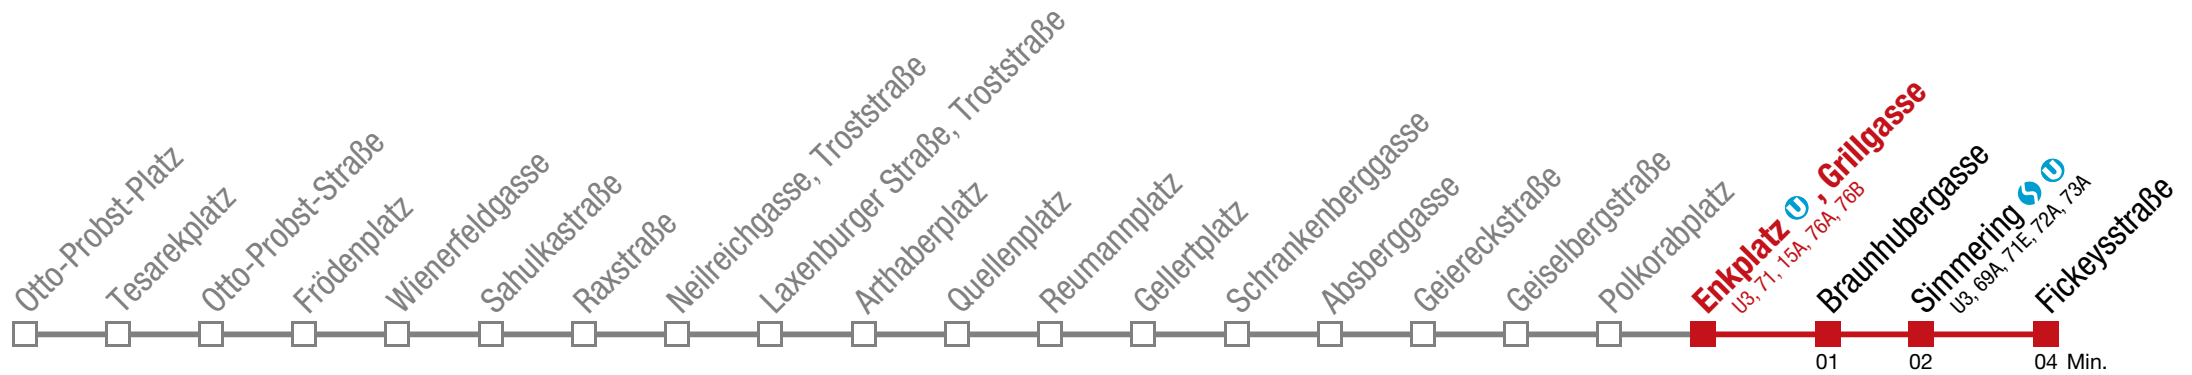 Otto-Probst-Platz
Tesarekplatz
Otto-Probst-Straße
Frödenplatz
Wienerfeldgasse
Sahulkastraße
Raxstraße
Neilreichgasse, Troststraße
Laxenburger Straße, Troststraße
Arthaberplatz
Quellenplatz
Reumannplatz
Gellertplatz
Schrankenberggasse
Absberggasse
Geiereckstraße
Geiselbergstraße
Polkorabplatz
Enkplatz U, Grillgasse
U3, 71, 15A, 76A, 76B
Braunhubergasse
Simmering S U
U3, 69A, 71E, 72A, 73A
Fickeysstraße
01 02 04 Min.